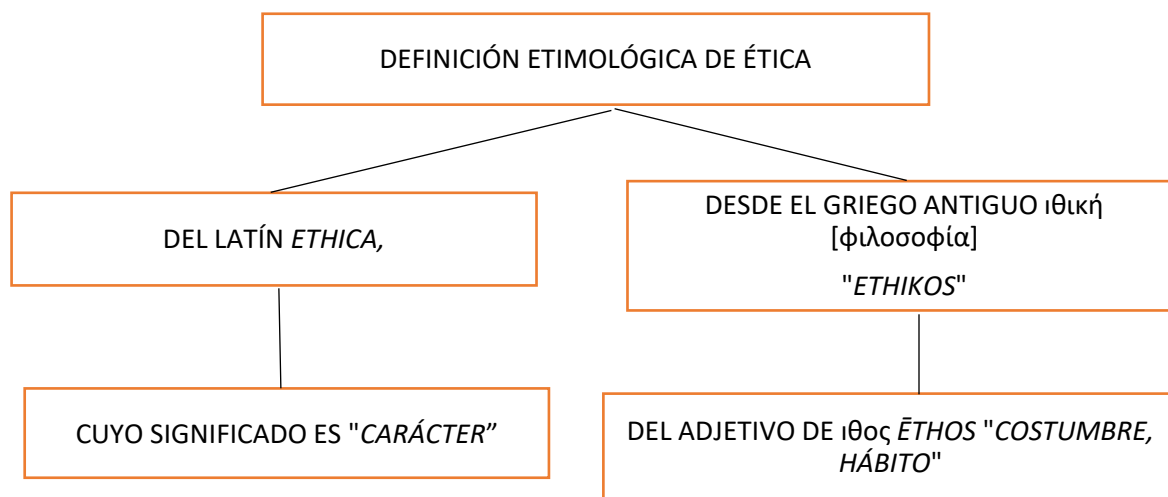 DEFINICIÓN ETIMOLÓGICA DE ÉTICA
DEL LATÍN ETHICA,
DESDE EL GRIEGO ANTIGUO ιθική
[φιλοσοφία]
"ETHIKOS"
CUYO SIGNIFICADO ES "CARÁCTER”
DEL ADJETIVO DE ιθος ĒTHOS "COSTUMBRE,
HÁBITO"